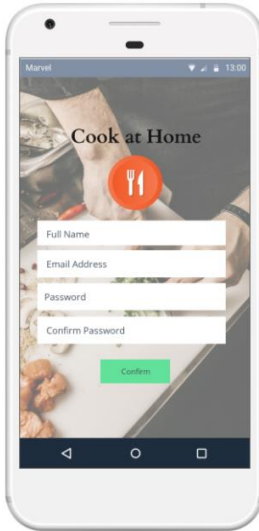 Marvel 13:00
Cook at Home
Full Name
Email Address
Password
Confirm Password
Confirm